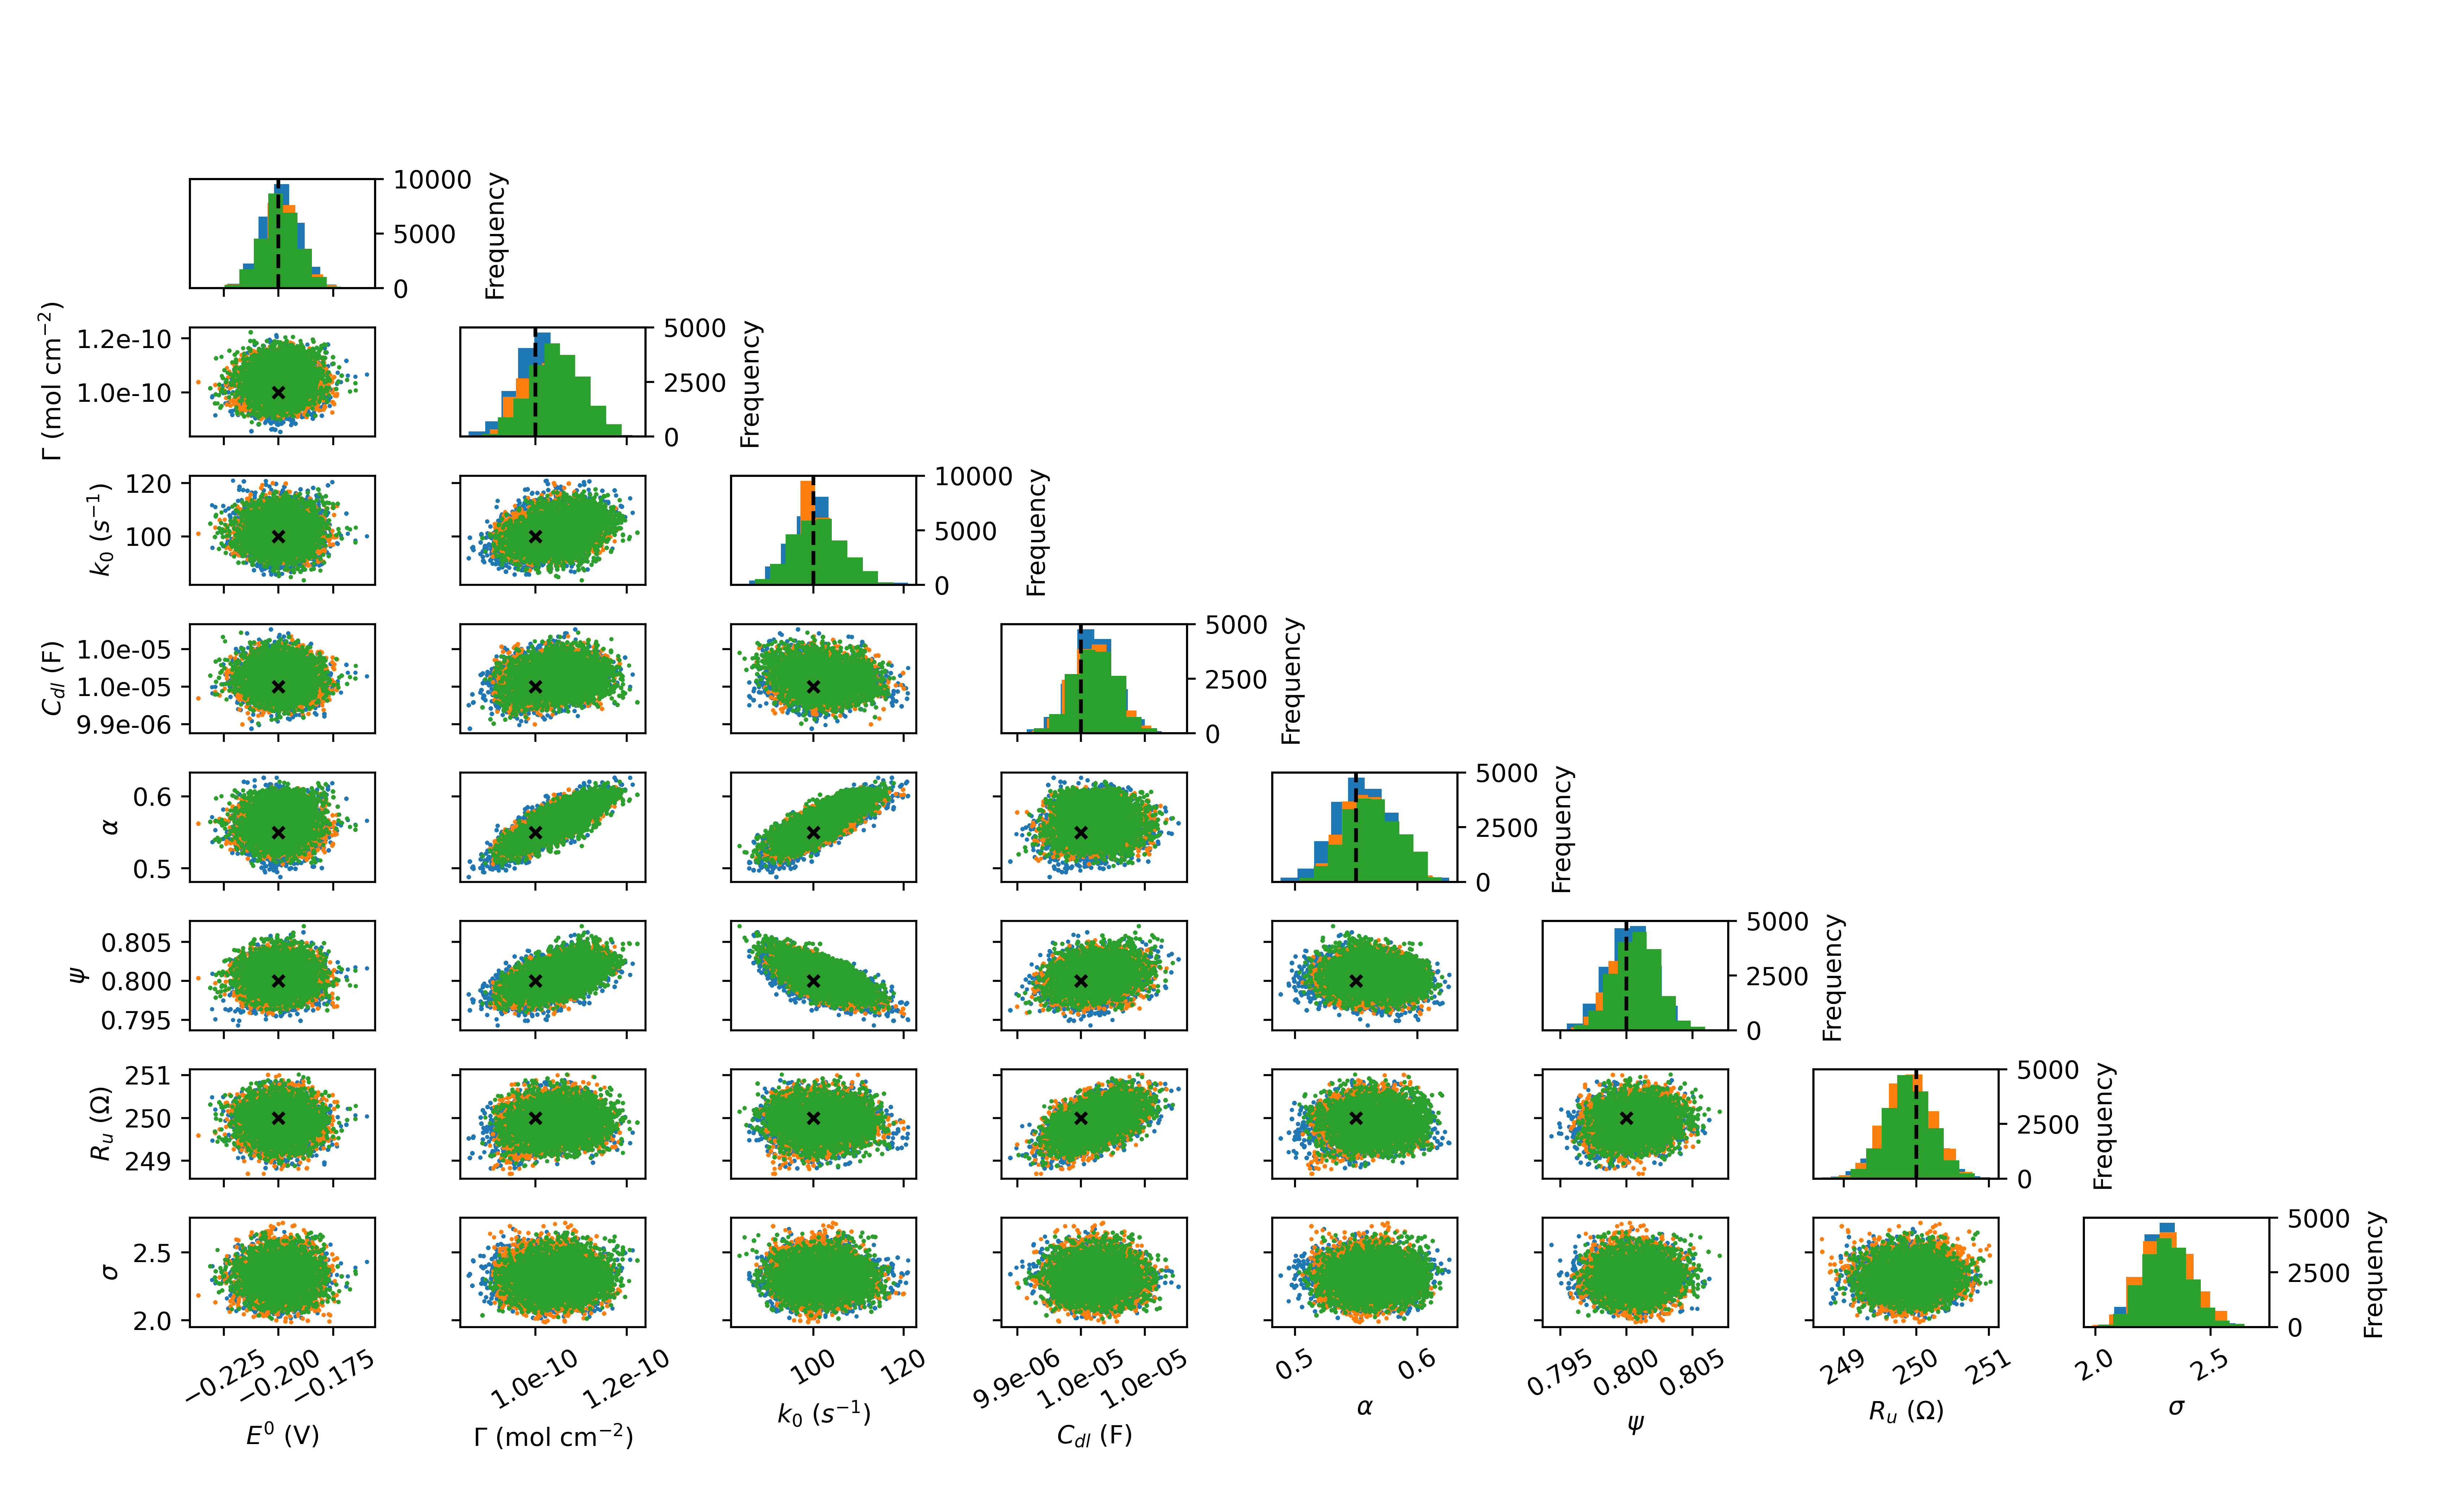 10000
5000
0
Frequency
Γ (mol cm⁻²)
1.2e-10
1.0e-10
5000
2500
0
Frequency
k₀ (s⁻¹)
120
100
10000
5000
0
Frequency
C_dl (F)
1.0e-05
1.0e-05
9.9e-06
5000
2500
0
Frequency
α
0.6
0.5
5000
2500
0
Frequency
ψ
0.805
0.800
0.795
5000
2500
0
Frequency
R_u (Ω)
251
250
249
5000
2500
0
Frequency
σ
2.5
2.0
5000
2500
0
Frequency
−0.225 −0.200 −0.175 1.0e-10 1.2e-10 100 120 9.9e-06 1.0e-05 1.0e-05 0.5 0.6 0.795 0.800 0.805 249 250 251 2.0 2.5
E⁰ (V) Γ (mol cm⁻²) k₀ (s⁻¹) C_dl (F) α ψ R_u (Ω) σ